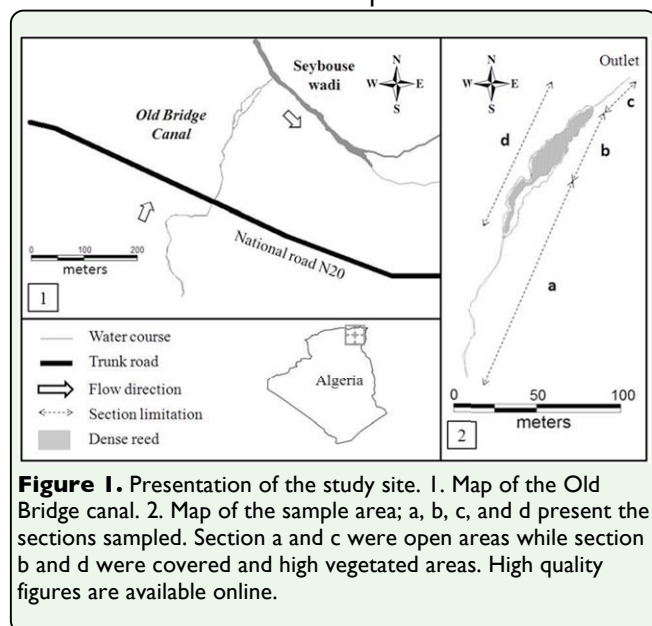 N
W E
S
Seybouse
wadi
Old Bridge
Canal
National road N20
0 100 200
meters
1
Water course
Trunk road
Flow direction
Section limitation
Dense reed
Algeria
N
W E
S
Outlet
c
d
b
a
0 50 100
meters
2
Figure 1. Presentation of the study site. 1. Map of the Old
Bridge canal. 2. Map of the sample area; a, b, c, and d present the
sections sampled. Section a and c were open areas while section
b and d were covered and high vegetated areas. High quality
figures are available online.